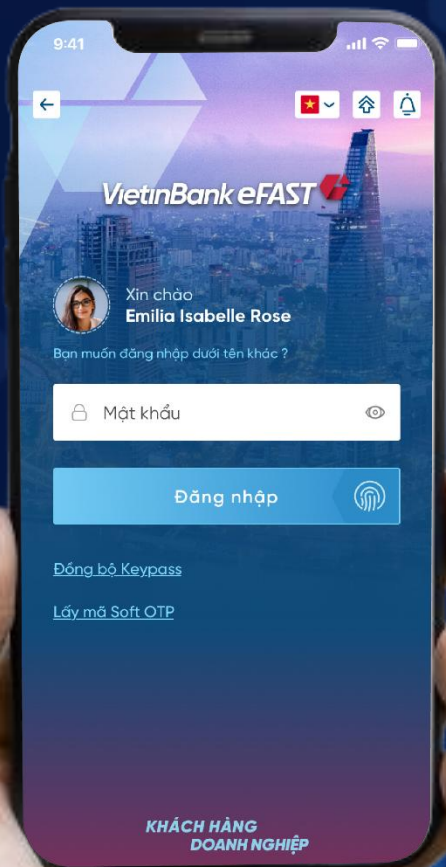 9:41
VietinBank eFAST
Xin chào
Emilia Isabelle Rose
Bạn muốn đăng nhập dưới tên khác ?
Mật khẩu
Đăng nhập
Đồng bộ Keypass
Lấy mã Soft OTP
KHÁCH HÀNG
DOANH NGHIỆP